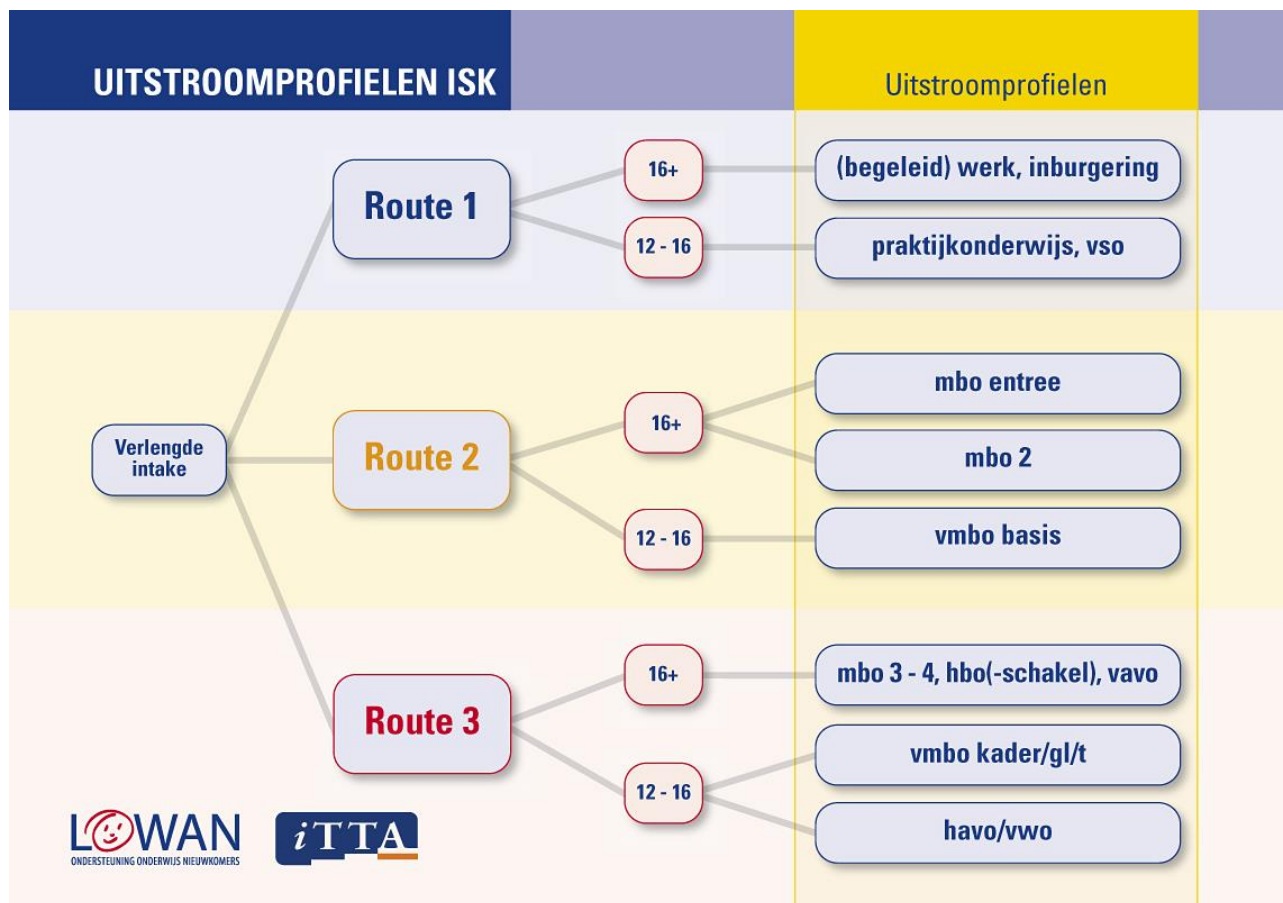 UITSTROOMPROFIELEN ISK
Uitstroomprofielen
Route 1
16+
(begeleid) werk, inburgering
12 - 16
praktijkonderwijs, vso
Verlengde
intake
Route 2
16+
mbo entree
mbo 2
12 - 16
vmbo basis
Route 3
16+
mbo 3 - 4, hbo(-schakel), vavo
12 - 16
vmbo kader/gl/t
havo/vwo
LOWAN
ONDERSTEUNING ONDERWIJS NIEUWKOMERS
iTTA